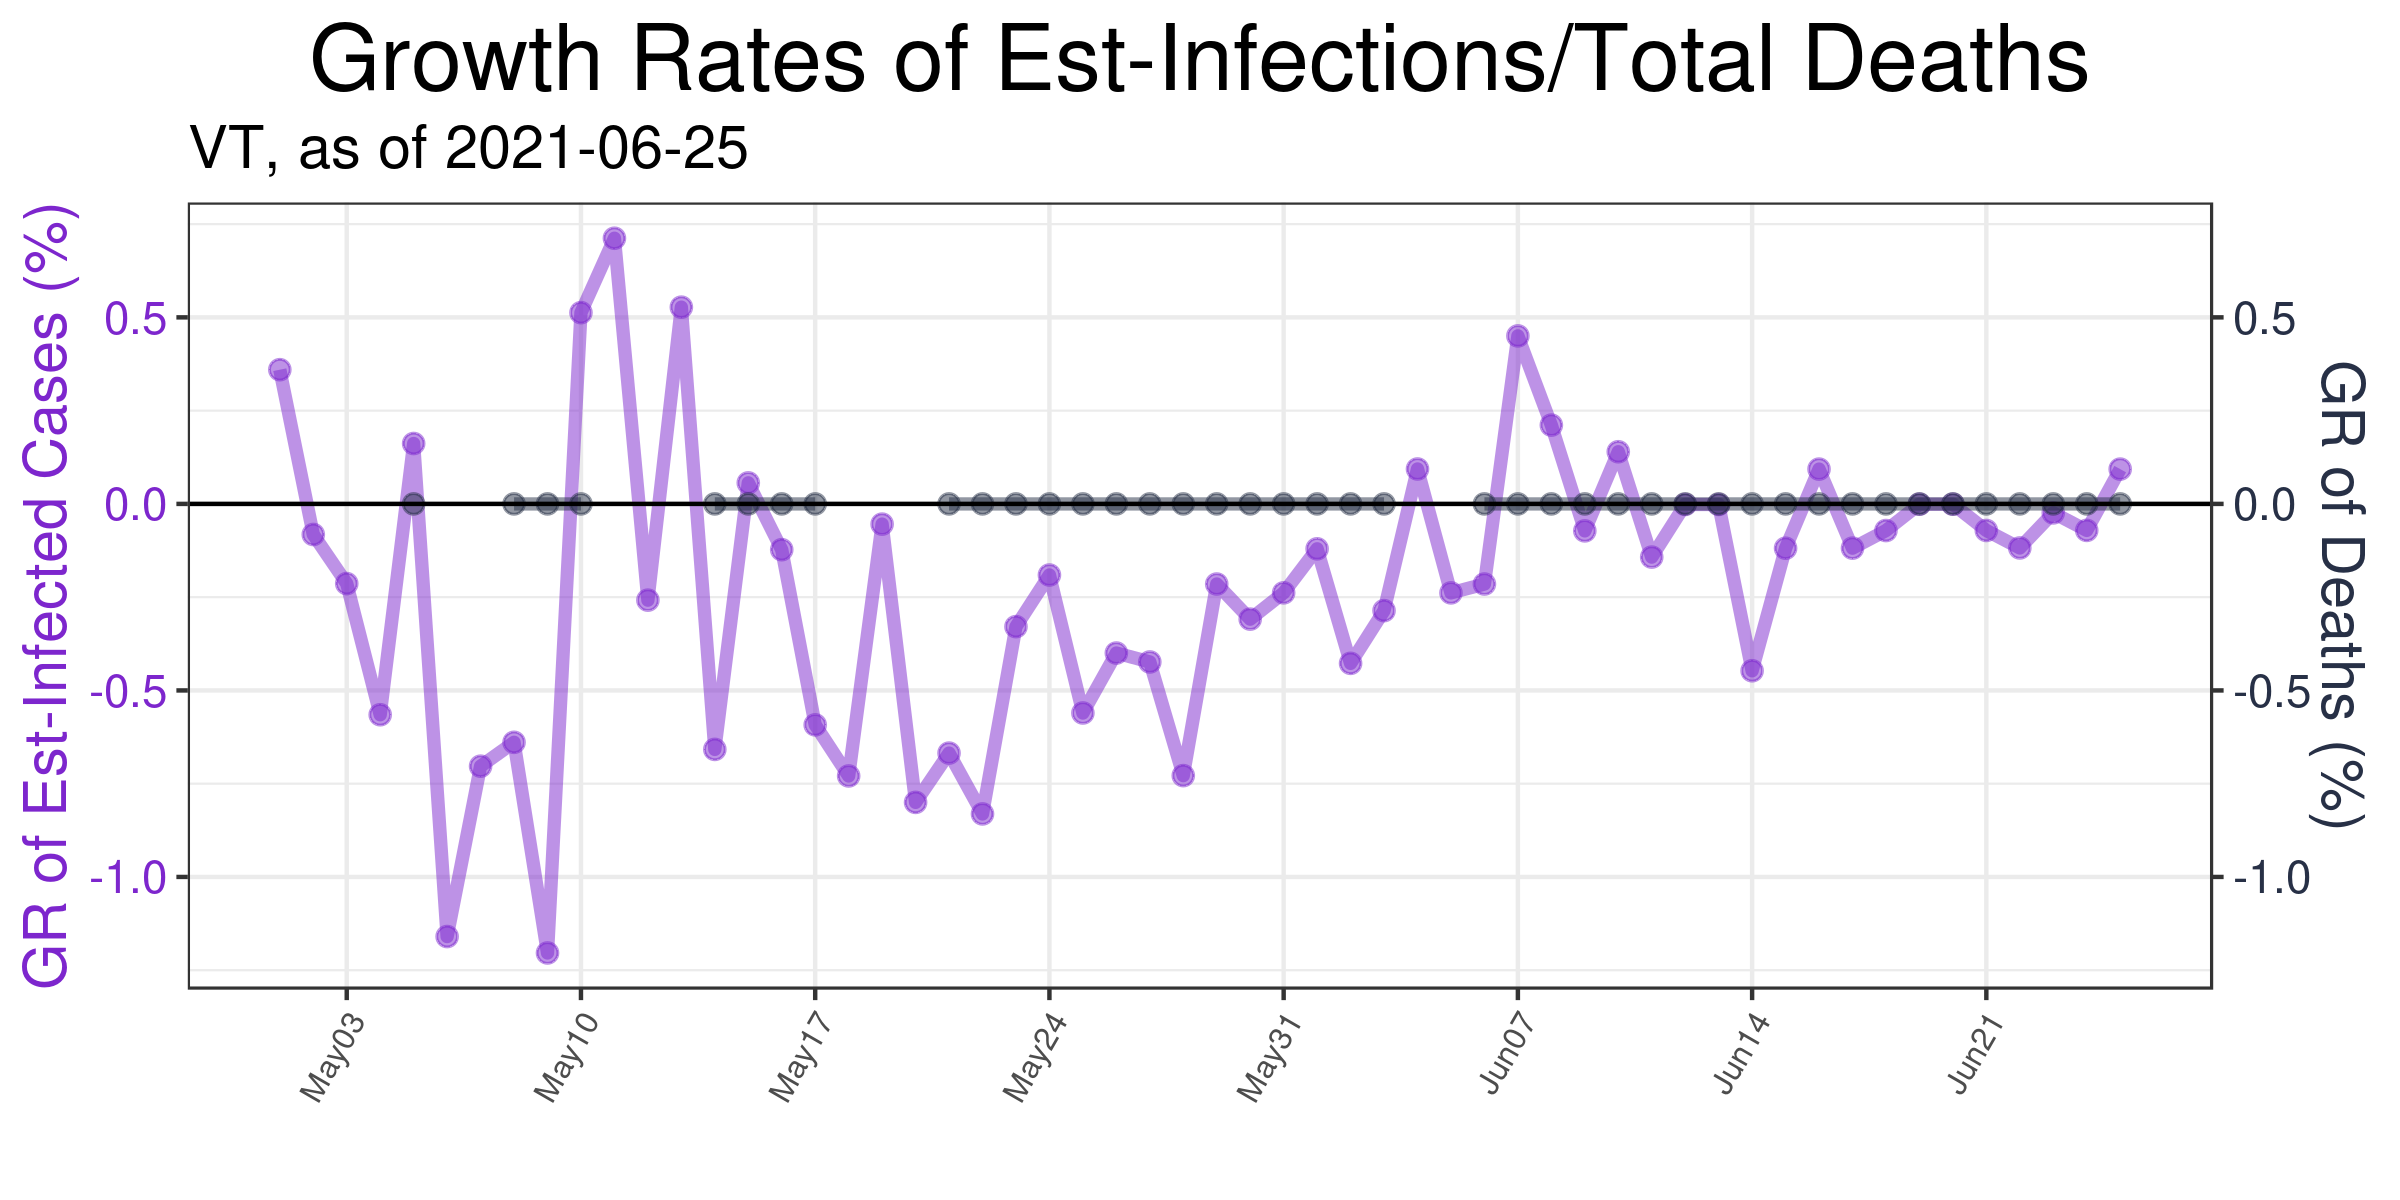 Growth Rates of Est-Infections/Total Deaths
VT, as of 2021-06-25
GR of Est-Infected Cases (%)
0.5
0.0
-0.5
-1.0
0.5
0.0
-0.5
-1.0
GR of Deaths (%)
May03
May10
May17
May24
May31
Jun07
Jun14
Jun21